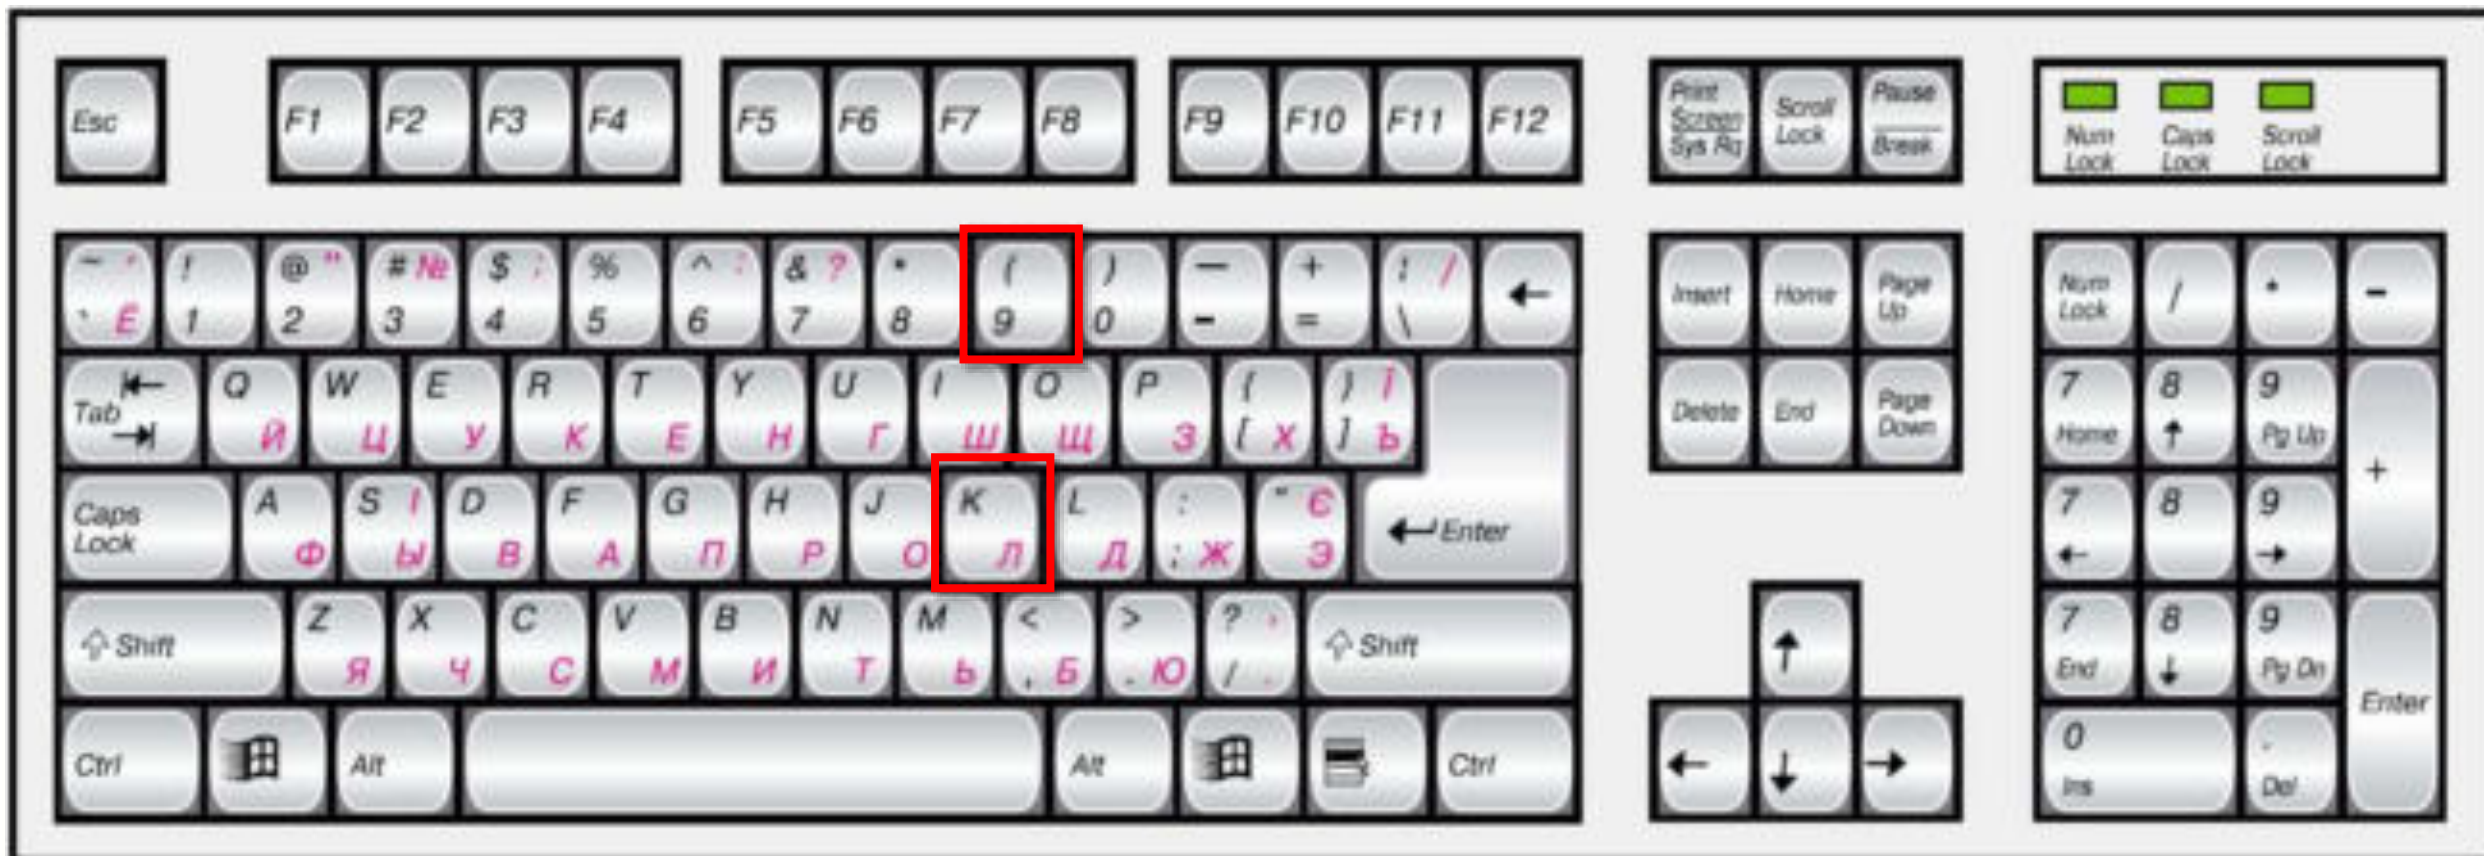 Esc F1 F2 F3 F4 F5 F6 F7 F8 F9 F10 F11 F12 Print Screen Sys Rq Scroll Lock Pause Break
Num Lock Caps Lock Scroll Lock
~ ' ` Ё ! 1 @ " 2 # № 3 $ ; 4 % 5 ^ : 6 & ? 7 * 8 ( 9 ) 0 — - + = ¦ / \ ← Insert Home Page Up Num Lock / * -
Tab Q Й W Ц E У R К T Е Y Н U Г I Ш O Щ P З { [ Х } Ї ] Ъ Delete End Page Down 7 Home 8 ↑ 9 Pg Up +
Caps Lock A Ф S І Ы D В F А G П H Р J О K Л L Д : ; Ж " Є Э ← Enter 7 ← 8 9 →
Shift Z Я X Ч C С V М B И N Т M Ь < , Б > . Ю ? , / . Shift ↑ 7 End 8 ↓ 9 Pg Dn Enter
Ctrl Alt Alt Ctrl ← ↓ → 0 Ins . Del